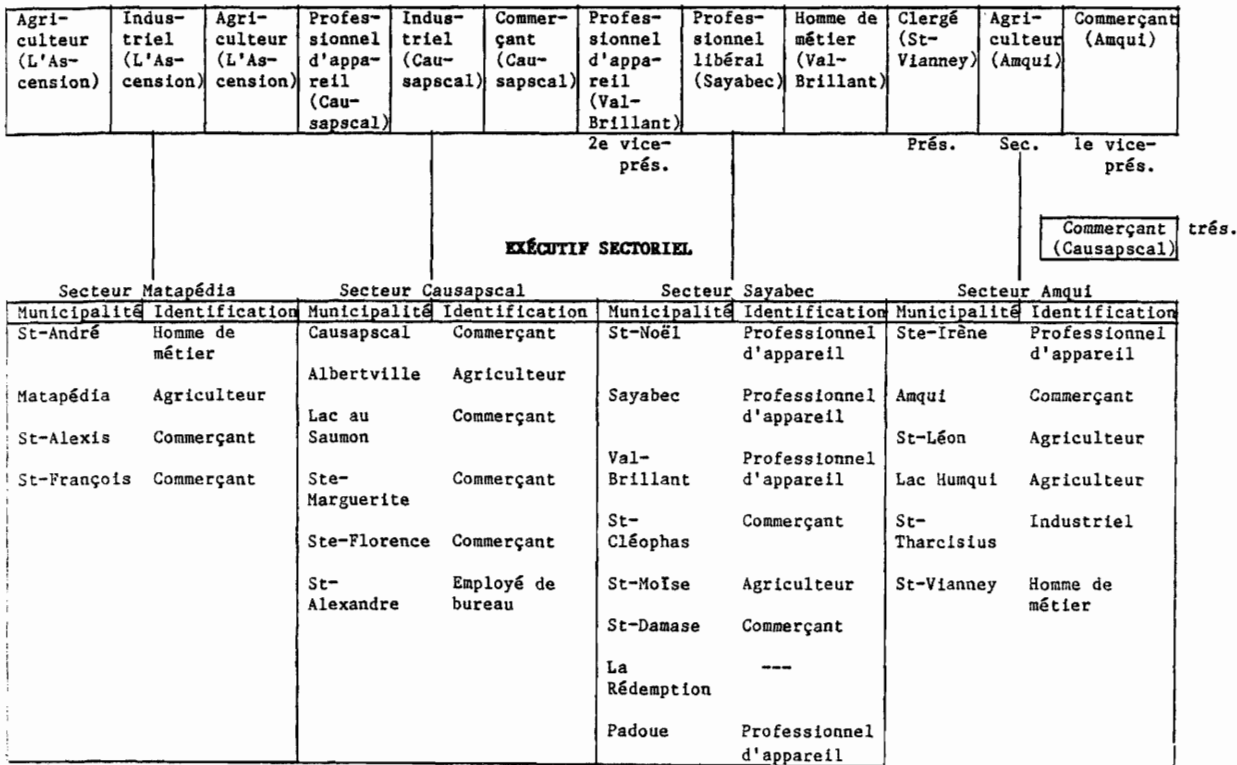 Agri-
culteur
(L'As-
cension)
Indus-
triel
(L'As-
cension)
Agri-
culteur
(L'As-
cension)
Profes-
sionnel
d'appa-
reil
(Cau-
sapscal)
Indus-
triel
(Cau-
sapscal)
Commer-
çant
(Cau-
sapscal)
Profes-
sionnel
d'appa-
reil
(Val-
Brillant)
Profes-
sionnel
libéral
(Sayabec)
Homme de
métier
(Val-
Brillant)
Clergé
(St-
Vianney)
Agri-
culteur
(Amqui)
Commerçant
(Amqui)
2e vice-
prés.
Prés.
Sec.
1e vice-
prés.
Commerçant
(Causapscal)
trés.
EXÉCUTIF SECTORIEL
Secteur Matapédia
Municipalité Identification
St-André Homme de
métier
Matapédia Agriculteur
St-Alexis Commerçant
St-François Commerçant
Secteur Causapscal
Municipalité Identification
Causapscal Commerçant
Albertville Agriculteur
Lac au Commerçant
Saumon
Ste- Commerçant
Marguerite
Ste-Florence Commerçant
St- Employé de
Alexandre bureau
Secteur Sayabec
Municipalité Identification
St-Noël Professionnel
d'appareil
Sayabec Professionnel
d'appareil
Val- Professionnel
Brillant d'appareil
St- Commerçant
Cléophas
St-Moïse Agriculteur
St-Damase Commerçant
La ---
Rédemption
Padoue Professionnel
d'appareil
Secteur Amqui
Municipalité Identification
Ste-Irène Professionnel
d'appareil
Amqui Commerçant
St-Léon Agriculteur
Lac Humqui Agriculteur
St- Industriel
Tharcisius
St-Vianney Homme de
métier